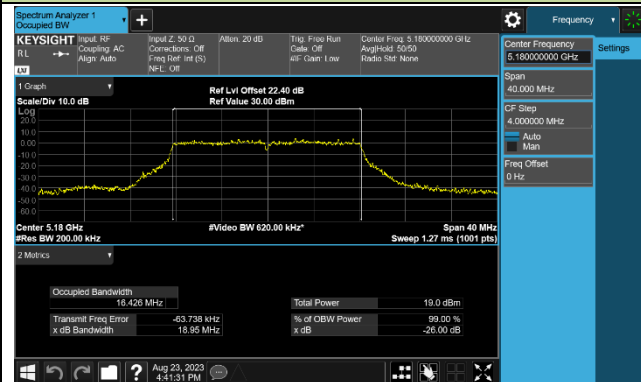 Spectrum Analyzer 1
Occupied BW
Frequency
KEYSIGHT
Input: RF
Coupling: AC
Align: Auto
Input Z: 50 Ω
Corrections: Off
Freq Ref: Int (S)
NFE: Off
Atten: 20 dB
Trig: Free Run
Gate: Off
#IF Gain: Low
Center Freq: 5.180000000 GHz
Avg|Hold: 50/50
Radio Std: None
RL
LXI
Center Frequency
5.180000000 GHz
Settings
Span
40.000 MHz
CF Step
4.000000 MHz
Auto
Man
Freq Offset
0 Hz
1 Graph
Scale/Div 10.0 dB
Ref Lvl Offset 22.40 dB
Ref Value 30.00 dBm
Log
20.0
10.0
0.00
-10.0
-20.0
-30.0
-40.0
-50.0
-60.0
Center 5.18 GHz
#Res BW 200.00 kHz
#Video BW 620.00 kHz*
Span 40 MHz
Sweep 1.27 ms (1001 pts)
2 Metrics
Occupied Bandwidth
16.426 MHz
Total Power 19.0 dBm
Transmit Freq Error -63.738 kHz
% of OBW Power 99.00 %
x dB Bandwidth 18.95 MHz
x dB -26.00 dB
?
Aug 23, 2023
4:41:31 PM